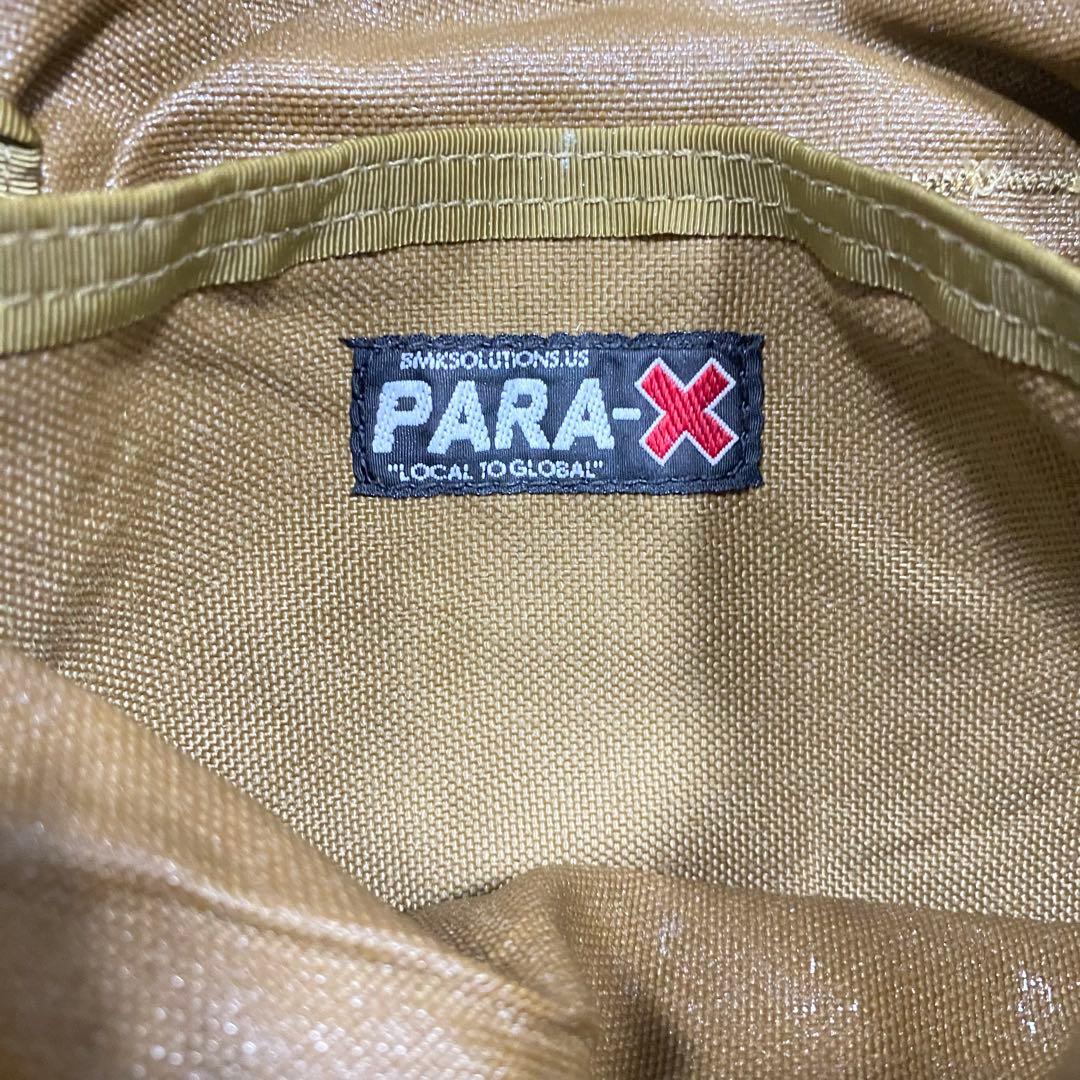 BMKSOLUTIONS.US
PARA-X
"LOCAL TO GLOBAL"